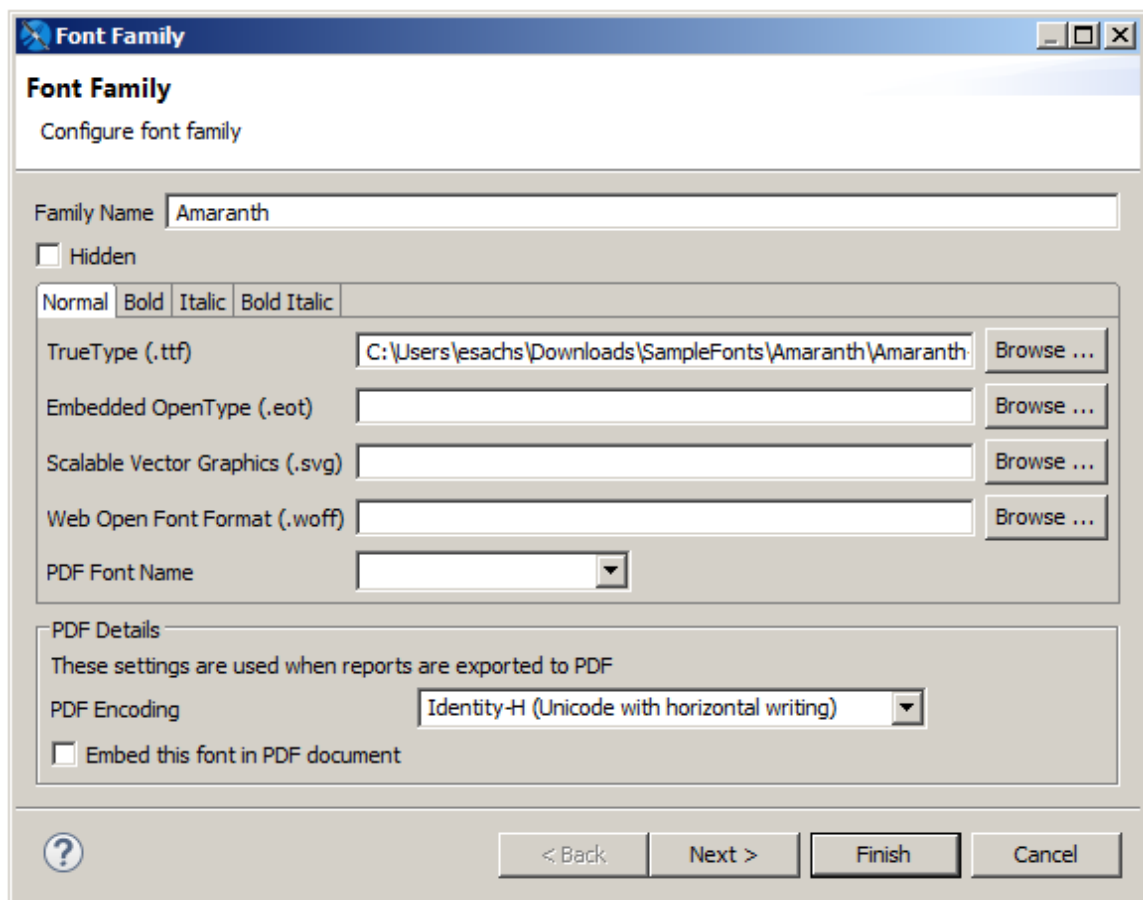 Font Family
Font Family
Configure font family
Family Name Amaranth
Hidden
Normal Bold Italic Bold Italic
TrueType (.ttf) C:\Users\esachs\Downloads\SampleFonts\Amaranth\Amaranth- Browse ...
Embedded OpenType (.eot) Browse ...
Scalable Vector Graphics (.svg) Browse ...
Web Open Font Format (.woff) Browse ...
PDF Font Name
PDF Details
These settings are used when reports are exported to PDF
PDF Encoding Identity-H (Unicode with horizontal writing)
Embed this font in PDF document
? < Back Next > Finish Cancel